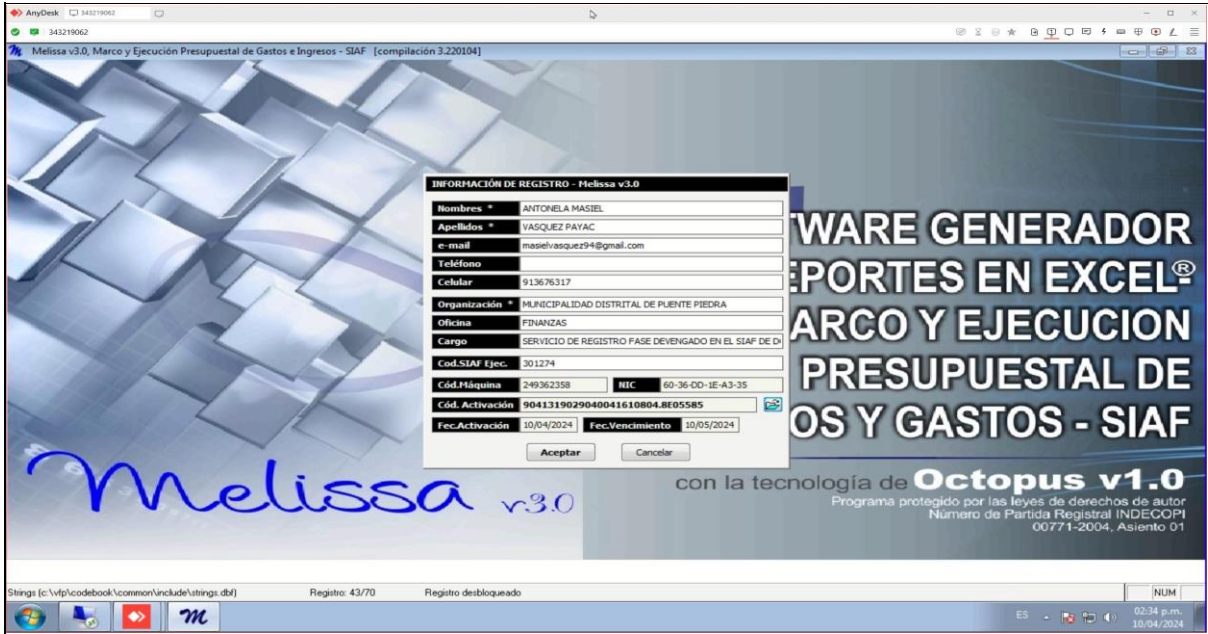 AnyDesk 343219062
343219062
Melissa v3.0, Marco y Ejecución Presupuestal de Gastos e Ingresos - SIAF [compilación 3.220104]
INFORMACIÓN DE REGISTRO - Melissa v3.0
Nombres * ANTONELA MASIEL
Apellidos * VASQUEZ PAYAC
e-mail masielvasquez94@gmail.com
Teléfono
Celular 913676317
Organización * MUNICIPALIDAD DISTRITAL DE PUENTE PIEDRA
Oficina FINANZAS
Cargo SERVICIO DE REGISTRO FASE DEVENGADO EN EL SIAF DE
Cod.SIAF Ejec. 301274
Cód.Máquina 249362358 NIC 60-36-DD-1E-A3-35
Cód. Activación 9041319029040041610804.8E05585
Fec.Activación 10/04/2024 Fec.Vencimiento 10/05/2024
Aceptar Cancelar
WARE GENERADOR
EPORTES EN EXCEL®
ARCO Y EJECUCION
PRESUPUESTAL DE
OS Y GASTOS - SIAF
Melissa v3.0
con la tecnología de Octopus v1.0
Programa protegido por las leyes de derechos de autor
Número de Partida Registral INDECOPI
00771-2004, Asiento 01
Strings (c:\vfp\codebook\common\include\strings.dbf) Registro: 43/70 Registro desbloqueado NUM
ES 02:34 p.m.
10/04/2024